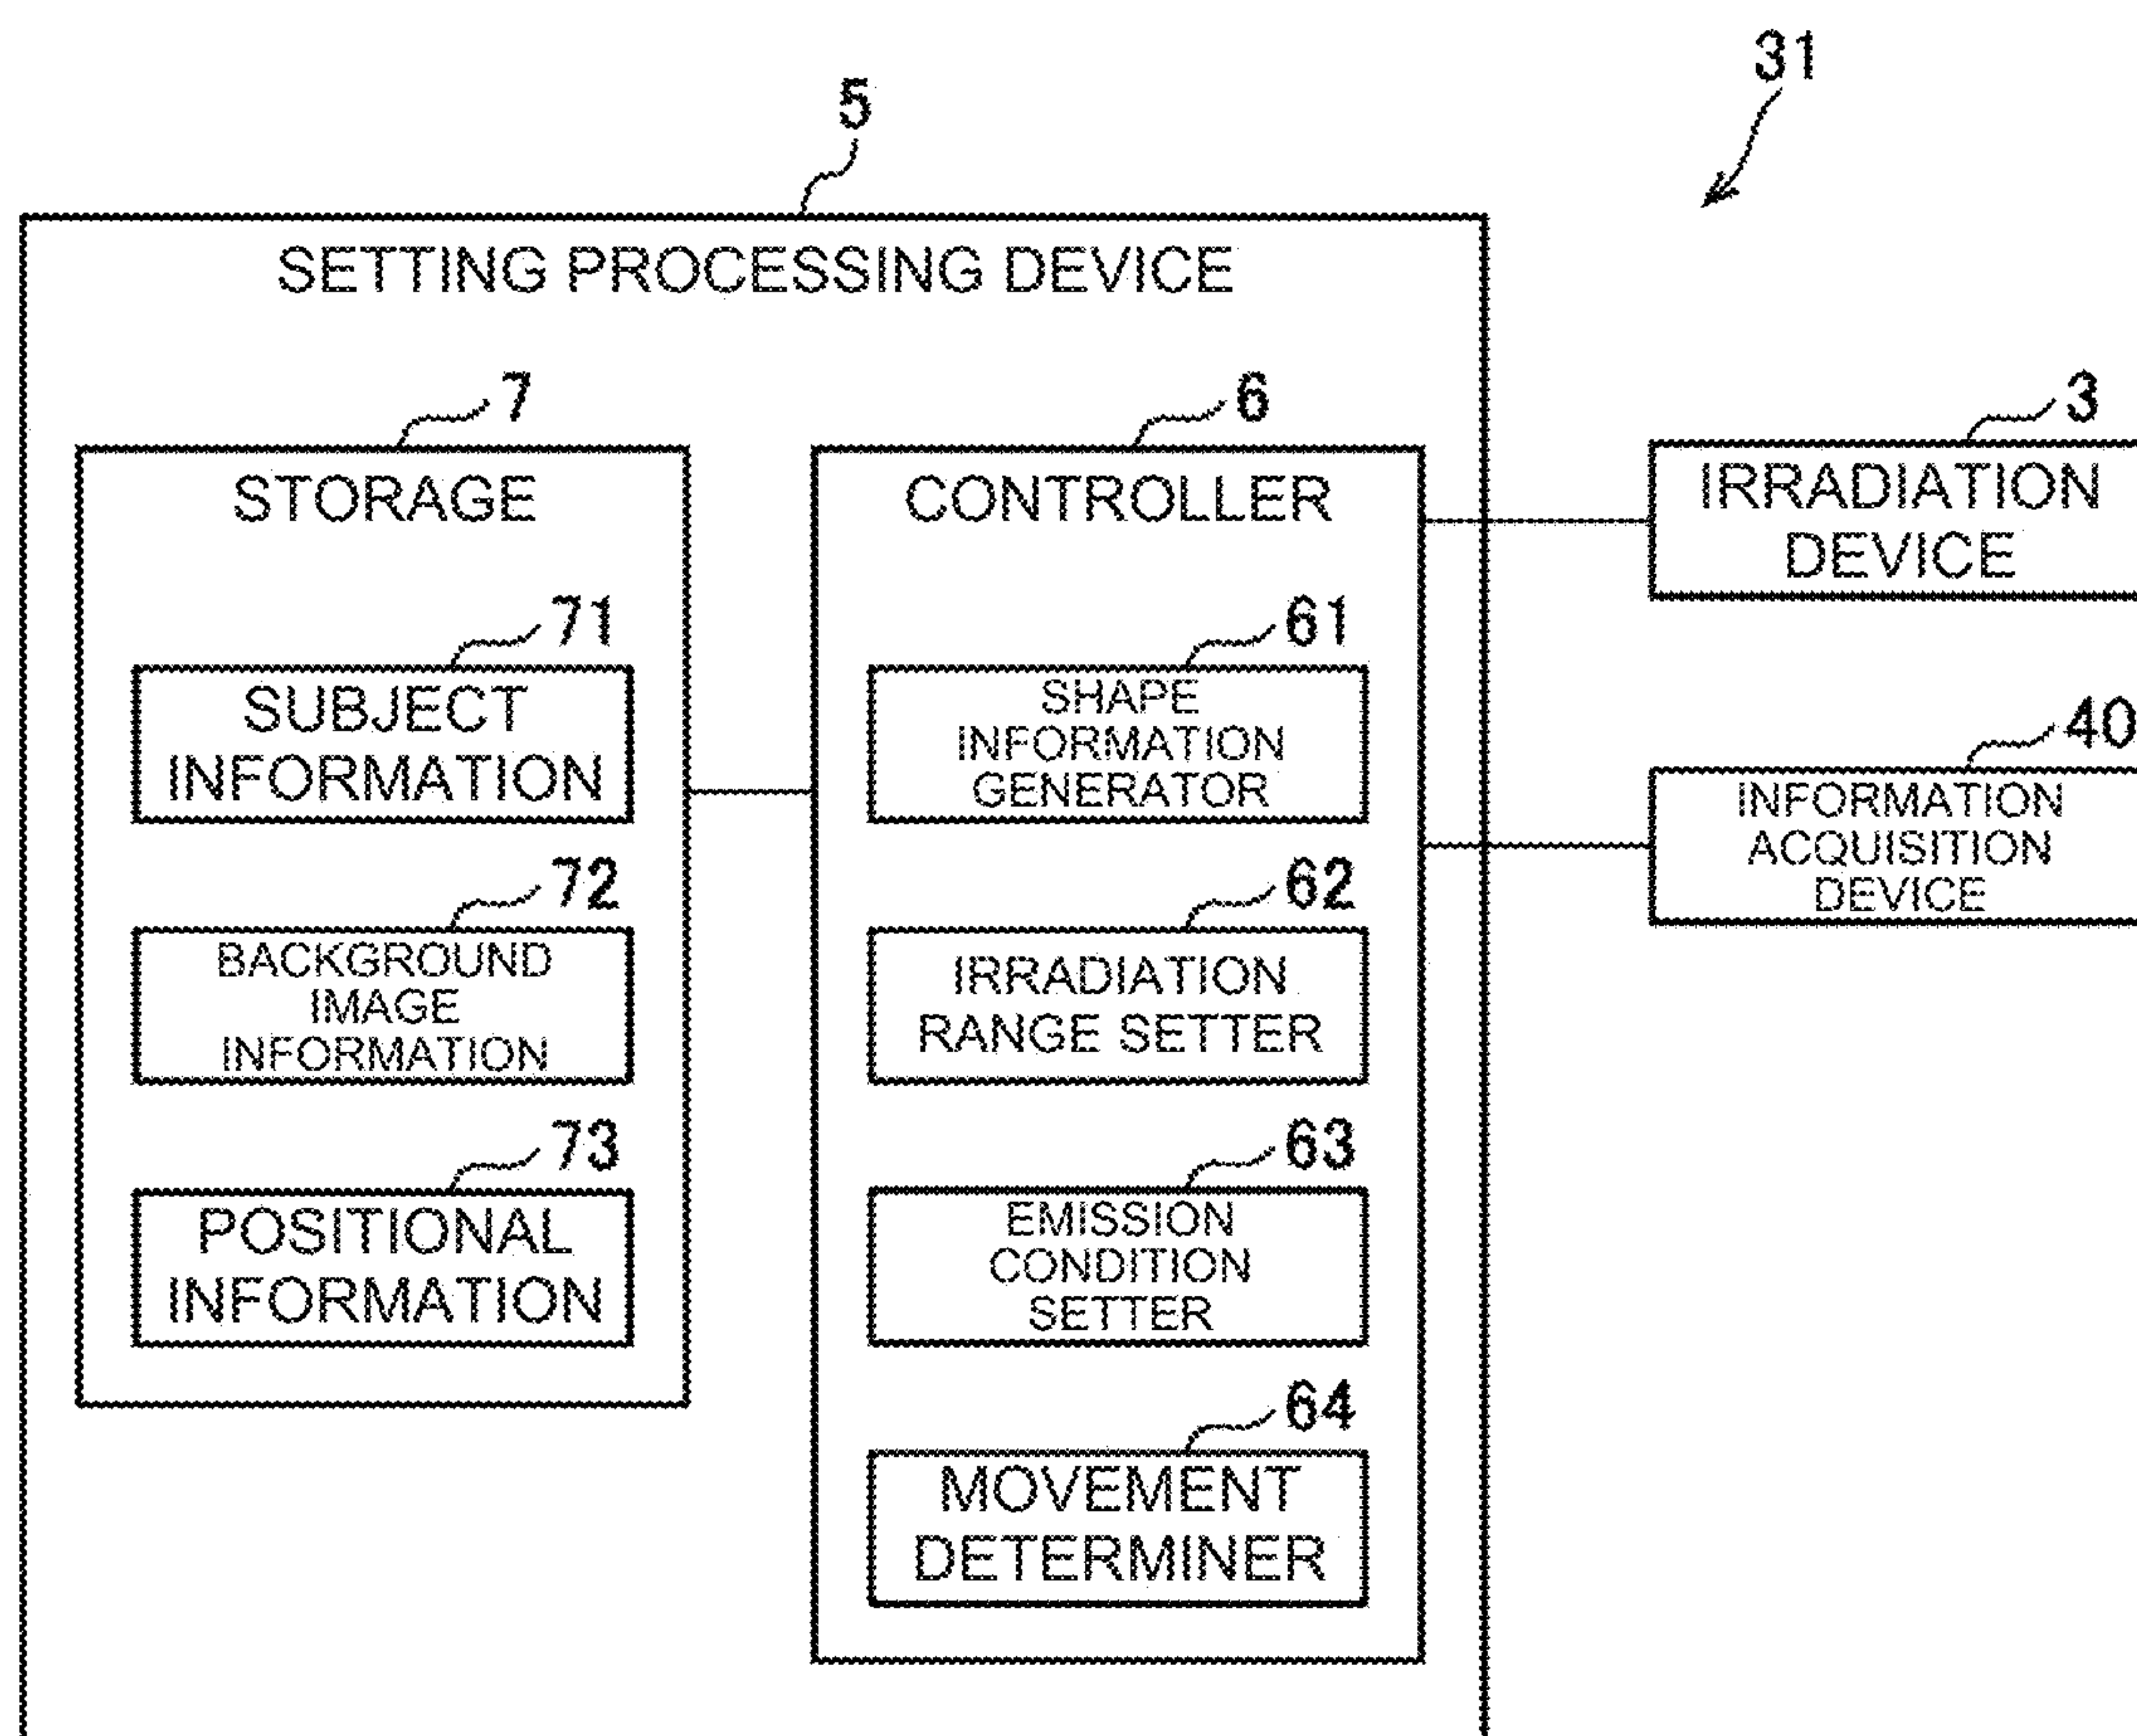 31
5
SETTING PROCESSING DEVICE
7
STORAGE
71
SUBJECT
INFORMATION
72
BACKGROUND
IMAGE
INFORMATION
73
POSITIONAL
INFORMATION
6
CONTROLLER
61
SHAPE
INFORMATION
GENERATOR
62
IRRADIATION
RANGE SETTER
63
EMISSION
CONDITION
SETTER
64
MOVEMENT
DETERMINER
3
IRRADIATION
DEVICE
40
INFORMATION
ACQUISITION
DEVICE